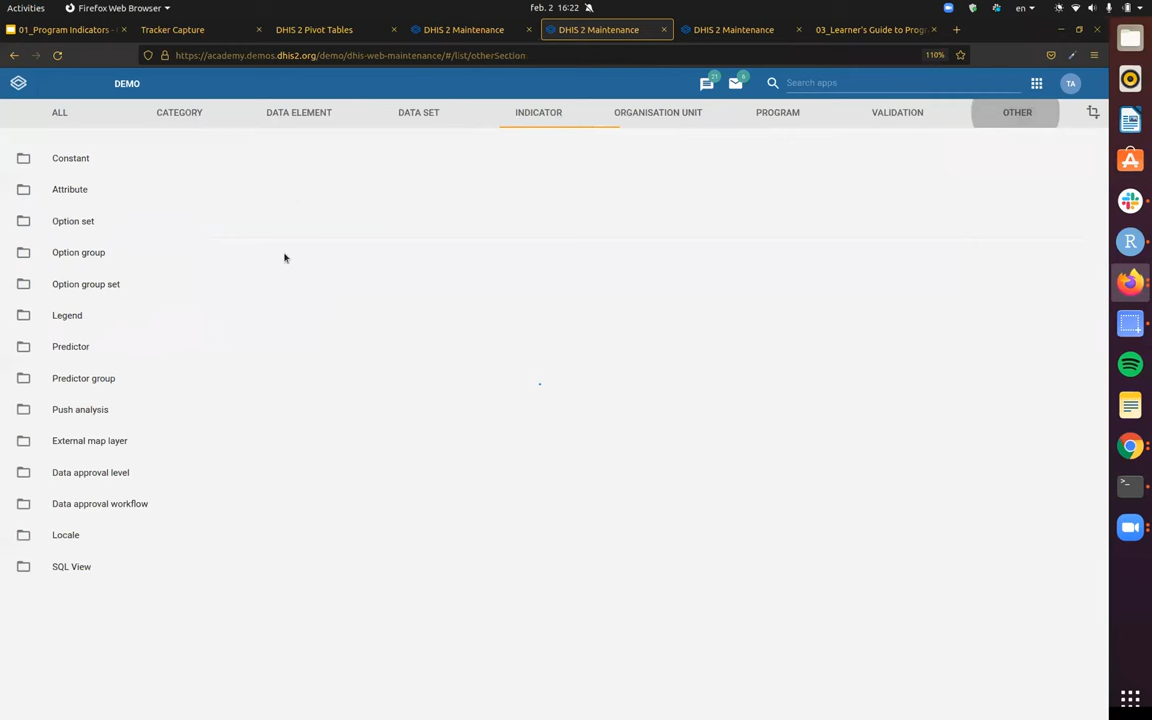 Activities Firefox Web Browser feb. 2 16:22 en
01_Program Indicators - Tracker Capture DHIS 2 Pivot Tables DHIS 2 Maintenance DHIS 2 Maintenance DHIS 2 Maintenance 03_Learner's Guide to Prog
https://academy.demos.dhis2.org/demo/dhis-web-maintenance/#/list/otherSection 110%
DEMO 21 6 Search apps TA
ALL CATEGORY DATA ELEMENT DATA SET INDICATOR ORGANISATION UNIT PROGRAM VALIDATION OTHER
Constant
Attribute
Option set
Option group
Option group set
Legend
Predictor
Predictor group
Push analysis
External map layer
Data approval level
Data approval workflow
Locale
SQL View